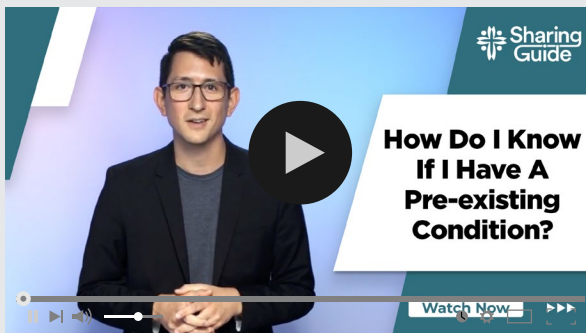 Sharing
Guide
How Do I Know
If I Have A
Pre-existing
Condition?
Watch Now